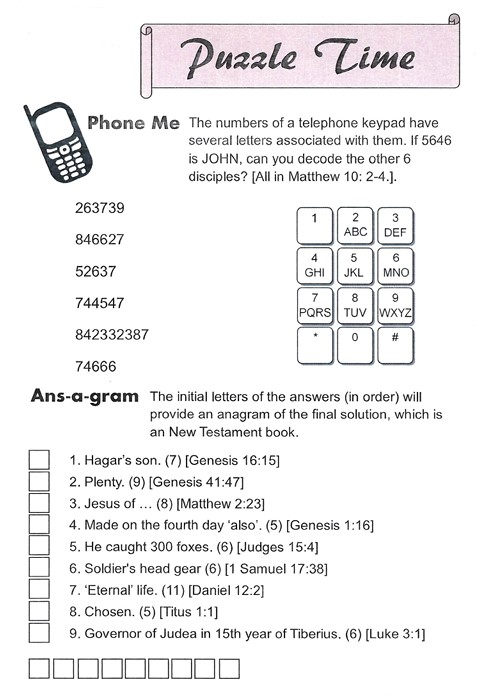 Puzzle Time
Phone Me The numbers of a telephone keypad have
several letters associated with them. If 5646
is JOHN, can you decode the other 6
disciples? [All in Matthew 10: 2-4.].
263739
846627
52637
744547
842332387
74666
1 2 3
ABC DEF
4 5 6
GHI JKL MNO
7 8 9
PQRS TUV WXYZ
* 0 #
Ans-a-gram The initial letters of the answers (in order) will
provide an anagram of the final solution, which is
an New Testament book.
1. Hagar's son. (7) [Genesis 16:15]
2. Plenty. (9) [Genesis 41:47]
3. Jesus of … (8) [Matthew 2:23]
4. Made on the fourth day 'also'. (5) [Genesis 1:16]
5. He caught 300 foxes. (6) [Judges 15:4]
6. Soldier's head gear (6) [1 Samuel 17:38]
7. 'Eternal' life. (11) [Daniel 12:2]
8. Chosen. (5) [Titus 1:1]
9. Governor of Judea in 15th year of Tiberius. (6) [Luke 3:1]